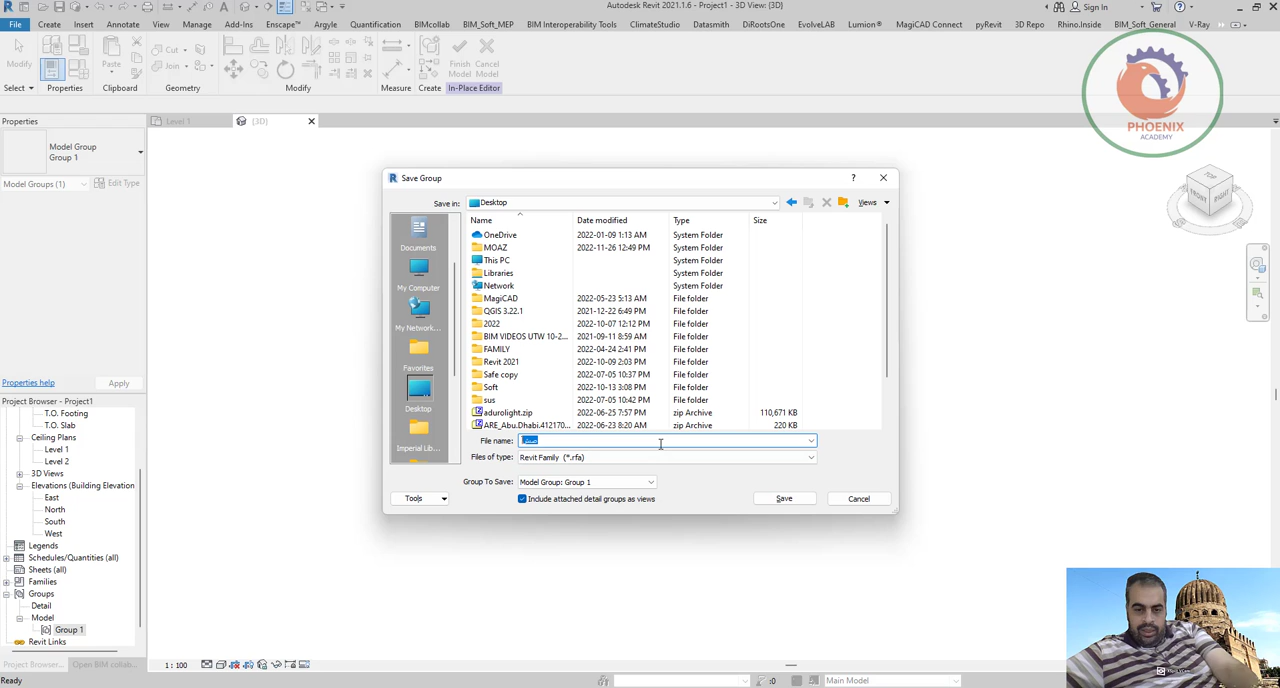 Autodesk Revit 2021.1.6 - Project1 - 3D View: {3D}
Sign In
File Create Annotate View Manage Add-Ins Enscape™ Argyle Quantification BIMcollab BIM_Soft_MEP BIM Interoperability Tools ClimateStudio Datasmith DiRootsOne EvolveLAB Lumion® MagiCAD Connect pyRevit 3D Repo Rhino.Inside BIM_Soft_General V-Ray
Modify
Paste
Cut
Join
Finish Model
Cancel Model
Select Properties Clipboard Geometry Modify Measure Create In-Place Editor
PHOENIX
ACADEMY
Properties
Level 1
{3D}
Model Group
Group 1
Model Groups (1)
Edit Type
TOP
FRONT
RIGHT
Save Group
Save in: Desktop
Views
Name Date modified Type Size
OneDrive 2022-01-09 1:13 AM System Folder
MOAZ 2022-11-26 12:49 PM System Folder
This PC System Folder
Libraries System Folder
Network System Folder
MagiCAD 2022-05-23 5:13 AM File folder
QGIS 3.22.1 2021-12-22 6:49 PM File folder
2022 2022-10-07 12:12 PM File folder
BIM VIDEOS UTW 10-2... 2021-09-11 8:59 AM File folder
FAMILY 2022-04-24 2:41 PM File folder
Revit 2021 2022-10-09 2:03 PM File folder
Safe copy 2022-07-05 10:37 PM File folder
Soft 2022-10-13 3:08 PM File folder
sus 2022-07-05 10:42 PM File folder
adurolight.zip 2022-06-25 7:57 PM zip Archive 110,671 KB
ARE_Abu.Dhabi.412170... 2022-06-23 8:20 AM zip Archive 220 KB
Documents
My Computer
My Network...
Favorites
Desktop
Imperial Lib...
File name:
Files of type: Revit Family (*.rfa)
Group To Save: Model Group: Group 1
Include attached detail groups as views
Tools
Save
Cancel
Properties help
Apply
Project Browser - Project1
T.O. Footing
T.O. Slab
Ceiling Plans
Level 1
Level 2
3D Views
Elevations (Building Elevation
East
North
South
West
Legends
Schedules/Quantities (all)
Sheets (all)
Families
Groups
Detail
Model
Group 1
Revit Links
Project Browser...
Open BIM collab...
1 : 100
Ready
:0
Main Model